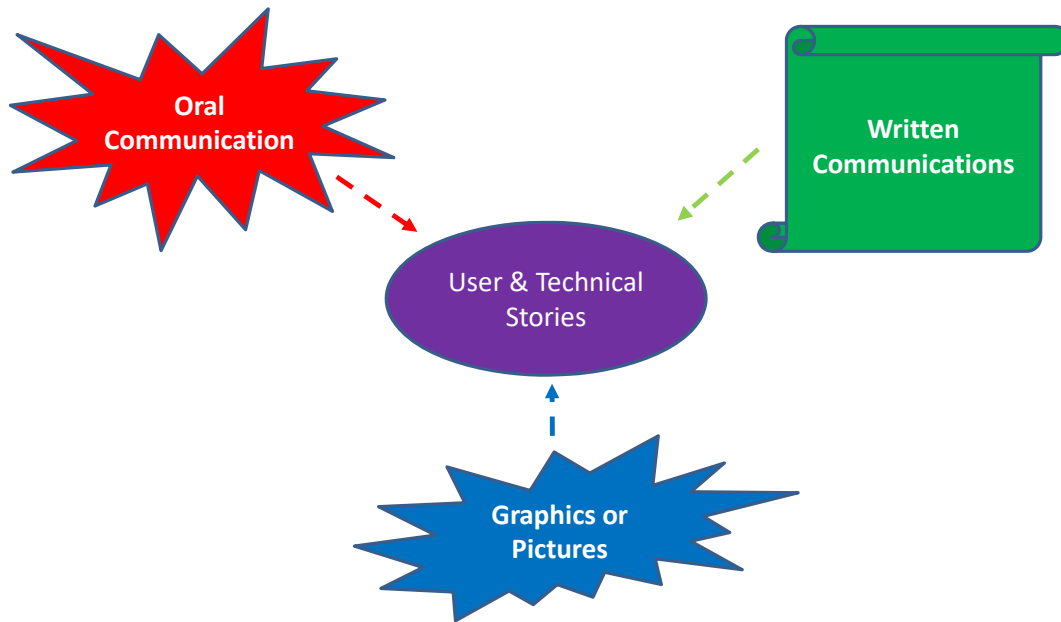 Oral
Communication
Written
Communications
User & Technical
Stories
Graphics or
Pictures